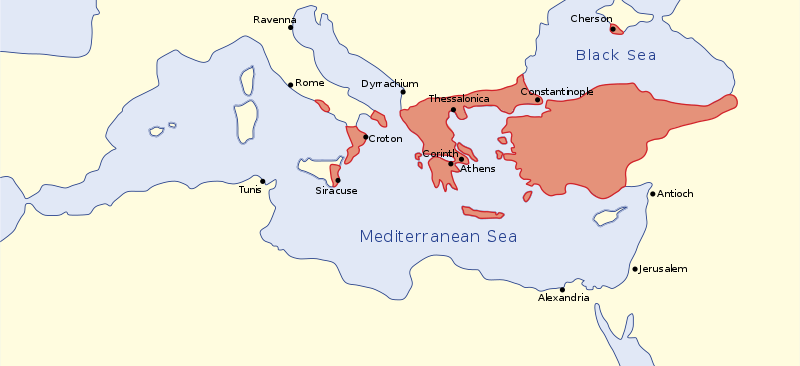 Cherson
Ravenna
Black Sea
Rome
Dyrrachium
Constantinople
Thessalonica
Croton
Corinth
Athens
Tunis
Siracuse
Antioch
Mediterranean Sea
Jerusalem
Alexandria